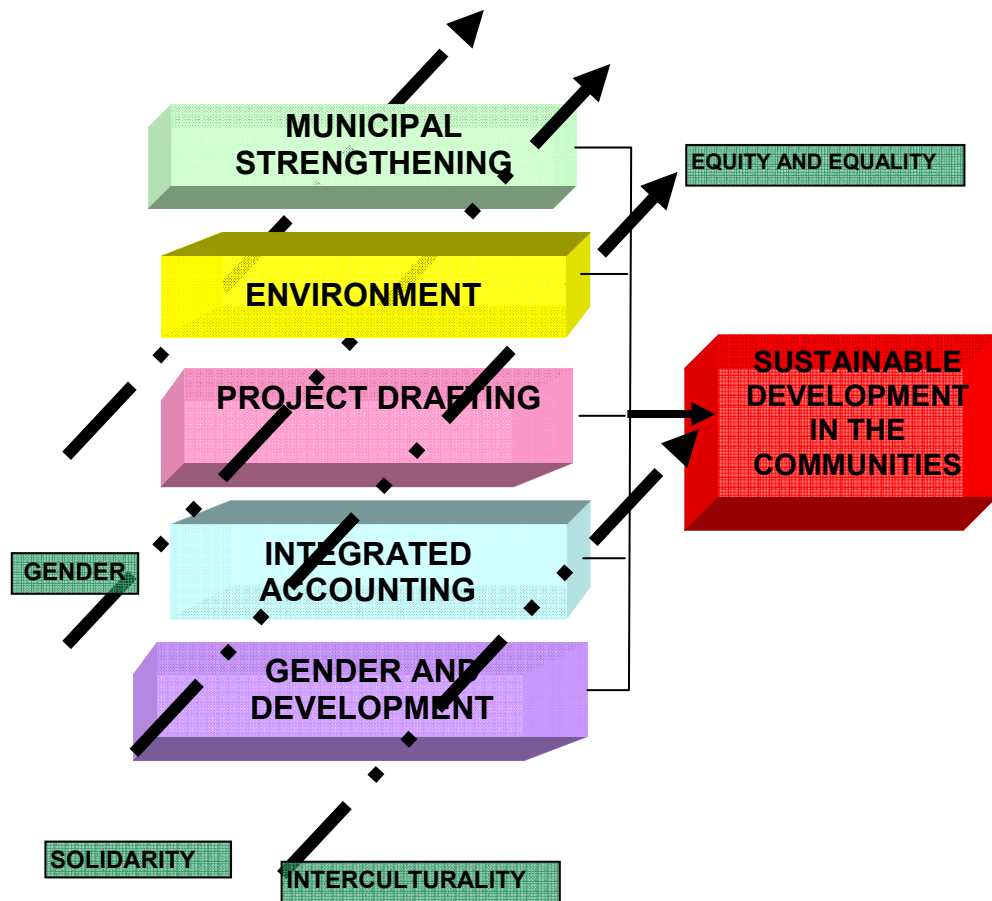 MUNICIPAL
STRENGTHENING
EQUITY AND EQUALITY
ENVIRONMENT
PROJECT DRAFTING
SUSTAINABLE
DEVELOPMENT
IN THE
COMMUNITIES
INTEGRATED
ACCOUNTING
GENDER
GENDER AND
DEVELOPMENT
SOLIDARITY
INTERCULTURALITY